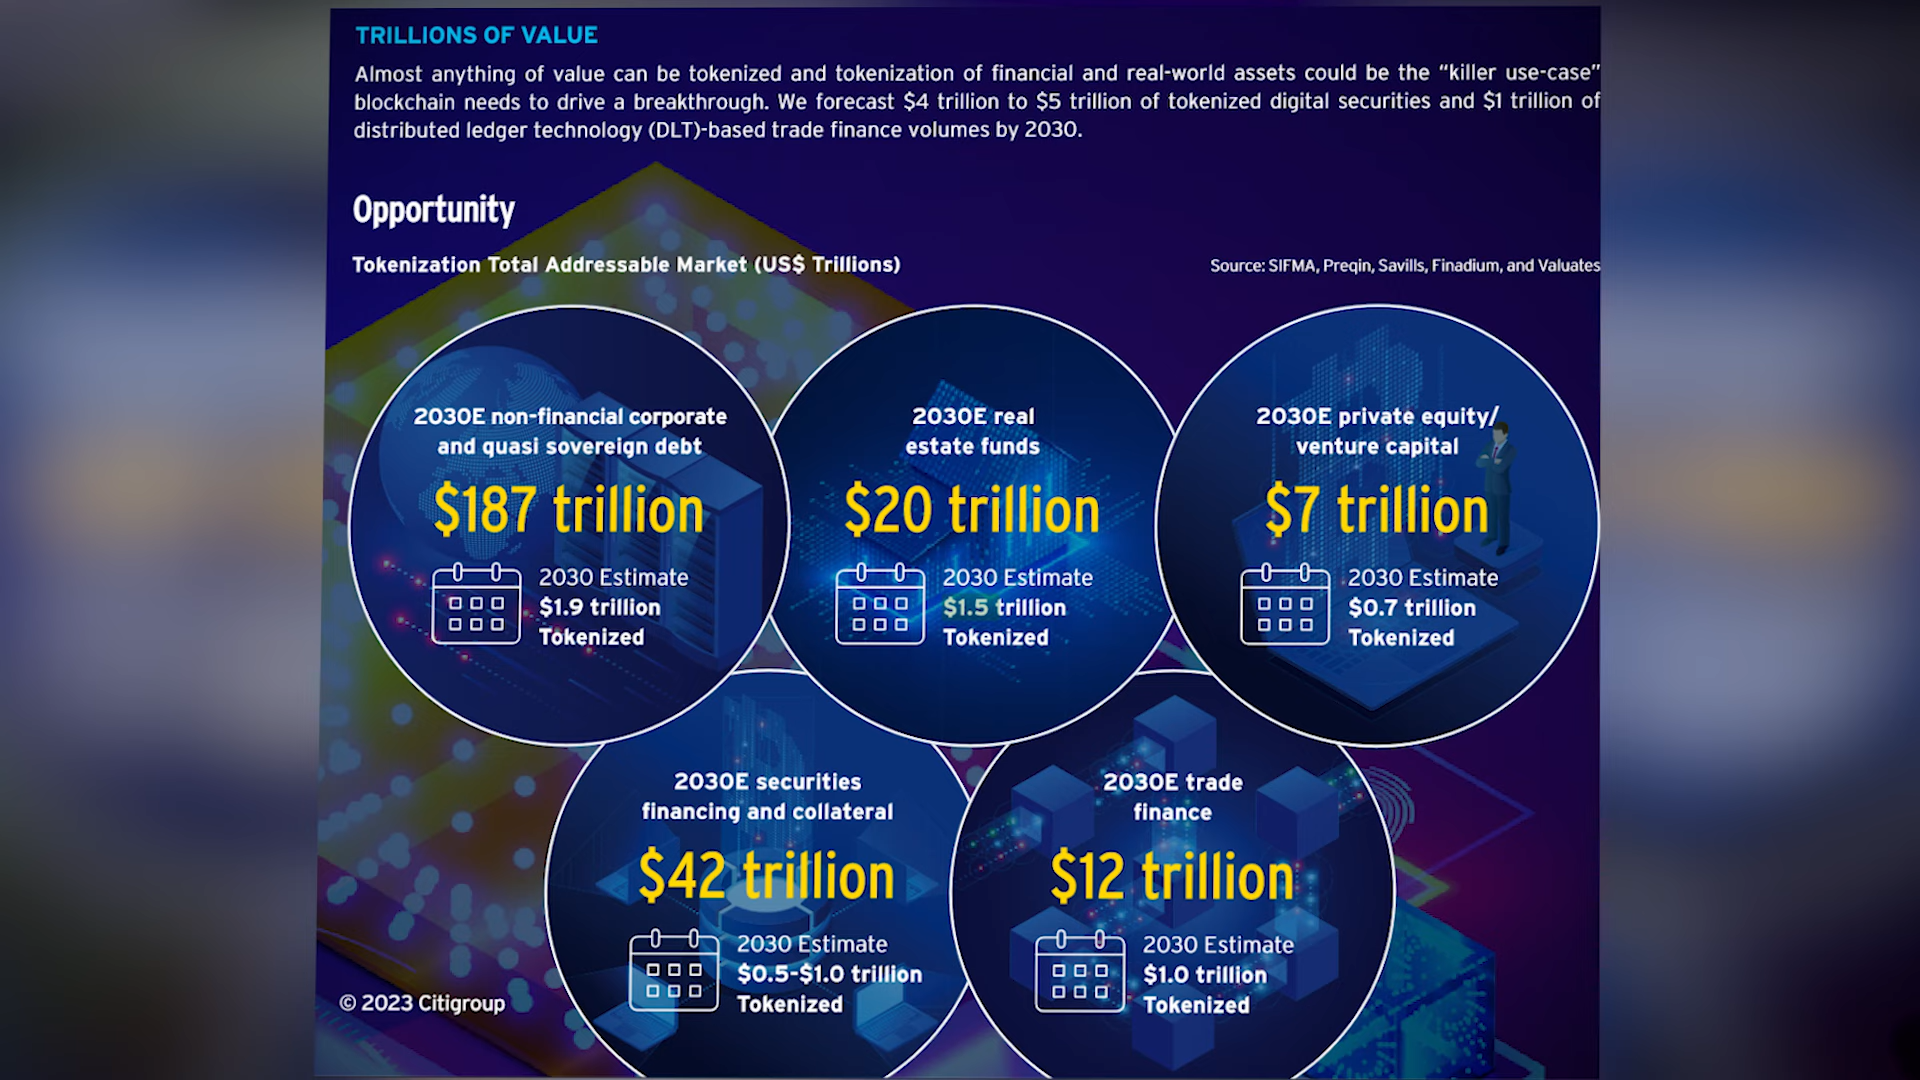 TRILLIONS OF VALUE
Almost anything of value can be tokenized and tokenization of financial and real-world assets could be the “killer use-case”
blockchain needs to drive a breakthrough. We forecast $4 trillion to $5 trillion of tokenized digital securities and $1 trillion of
distributed ledger technology (DLT)-based trade finance volumes by 2030.
Opportunity
Tokenization Total Addressable Market (US$ Trillions)
Source: SIFMA, Preqin, Savills, Finadium, and Valuates
2030E non-financial corporate
and quasi sovereign debt
$187 trillion
2030 Estimate
$1.9 trillion
Tokenized
2030E real
estate funds
$20 trillion
2030 Estimate
$1.5 trillion
Tokenized
2030E private equity/
venture capital
$7 trillion
2030 Estimate
$0.7 trillion
Tokenized
2030E securities
financing and collateral
$42 trillion
2030 Estimate
$0.5-$1.0 trillion
Tokenized
2030E trade
finance
$12 trillion
2030 Estimate
$1.0 trillion
Tokenized
© 2023 Citigroup